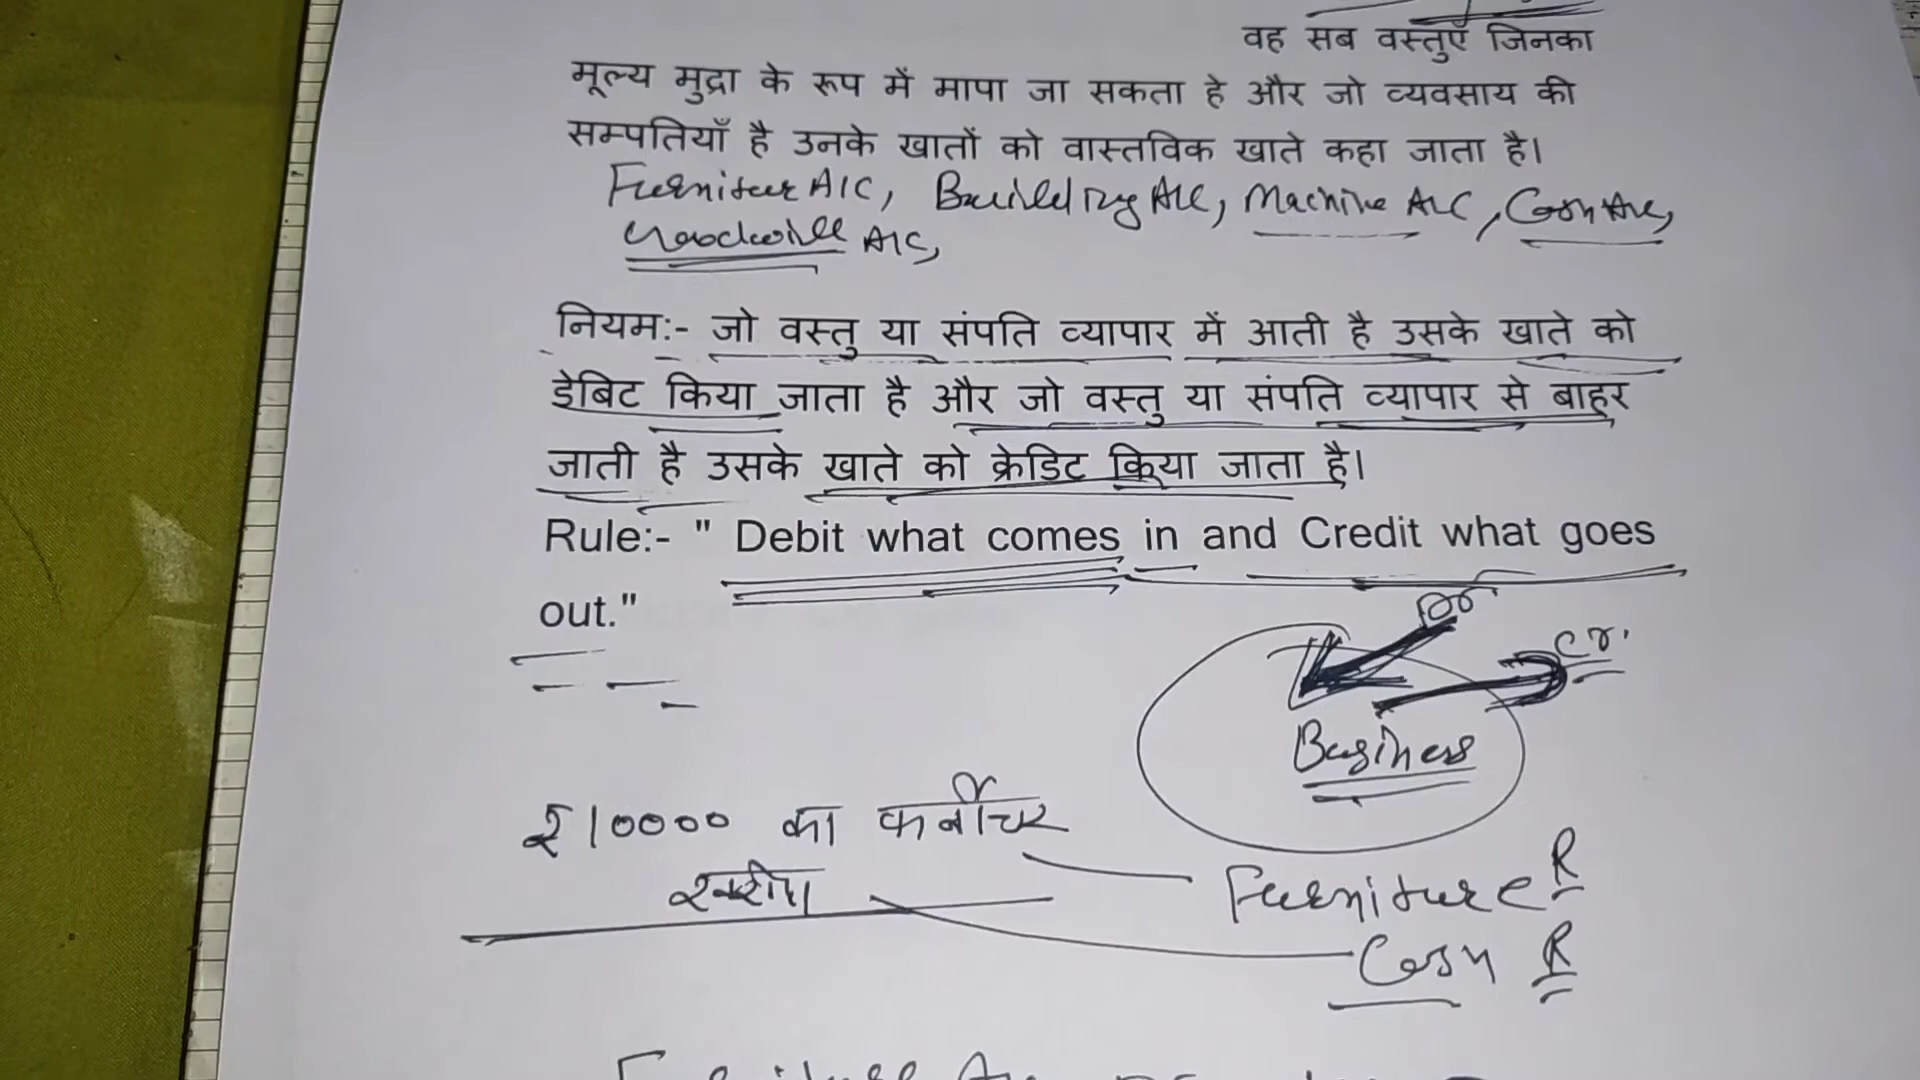 वह सब वस्तुएँ जिनका
मूल्य मुद्रा के रूप में मापा जा सकता हे और जो व्यवसाय की
सम्पतियाँ है उनके खातों को वास्तविक खाते कहा जाता है।
Furniture A/C, Building A/c, Machine A/C, Cash A/c,
Goodwill A/C,
नियम:- जो वस्तु या संपति व्यापार में आती है उसके खाते को
डेबिट किया जाता है और जो वस्तु या संपति व्यापार से बाहर
जाती है उसके खाते को क्रेडिट किया जाता है।
Rule:- " Debit what comes in and Credit what goes
out."
Dr.
Cr.
Business
₹10000 का फर्नीचर
खरीदा
Furniture R
Cash R